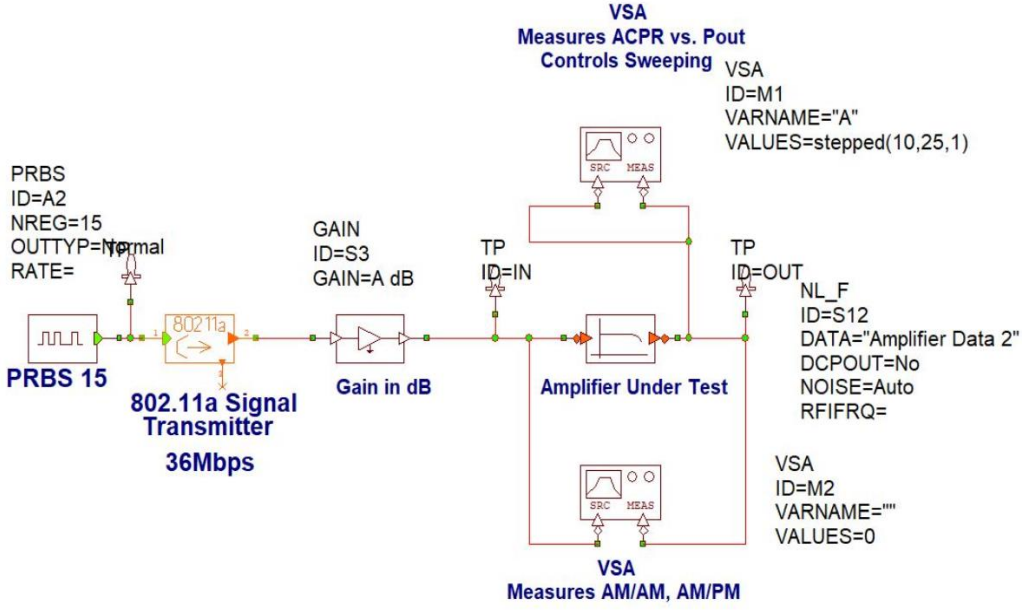 VSA
Measures ACPR vs. Pout
Controls Sweeping
VSA
ID=M1
VARNAME="A"
VALUES=stepped(10,25,1)
SRC MEAS
PRBS
ID=A2
NREG=15
OUTTYP=Normal
RATE=
TP
GAIN
ID=S3
GAIN=A dB
TP
ID=IN
TP
ID=OUT
NL_F
ID=S12
DATA="Amplifier Data 2"
DCPOUT=No
NOISE=Auto
RFIFRQ=
80211a
1
2
3
PRBS 15
802.11a Signal
Transmitter
36Mbps
Gain in dB
Amplifier Under Test
SRC MEAS
VSA
ID=M2
VARNAME=""
VALUES=0
VSA
Measures AM/AM, AM/PM